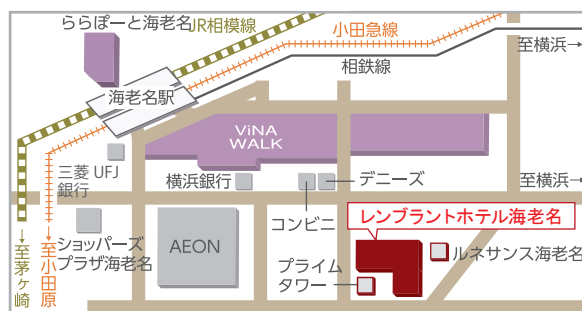 ららぽーと海老名
JR相模線
小田急線
至横浜→
相鉄線
海老名駅
ViNA
WALK
三菱 UFJ
銀行
横浜銀行
デニーズ
至横浜→
コンビニ
レンブラントホテル海老名
ショッパーズ
プラザ海老名
AEON
プライム
タワー
ルネサンス海老名
←至茅ヶ崎
←至小田原